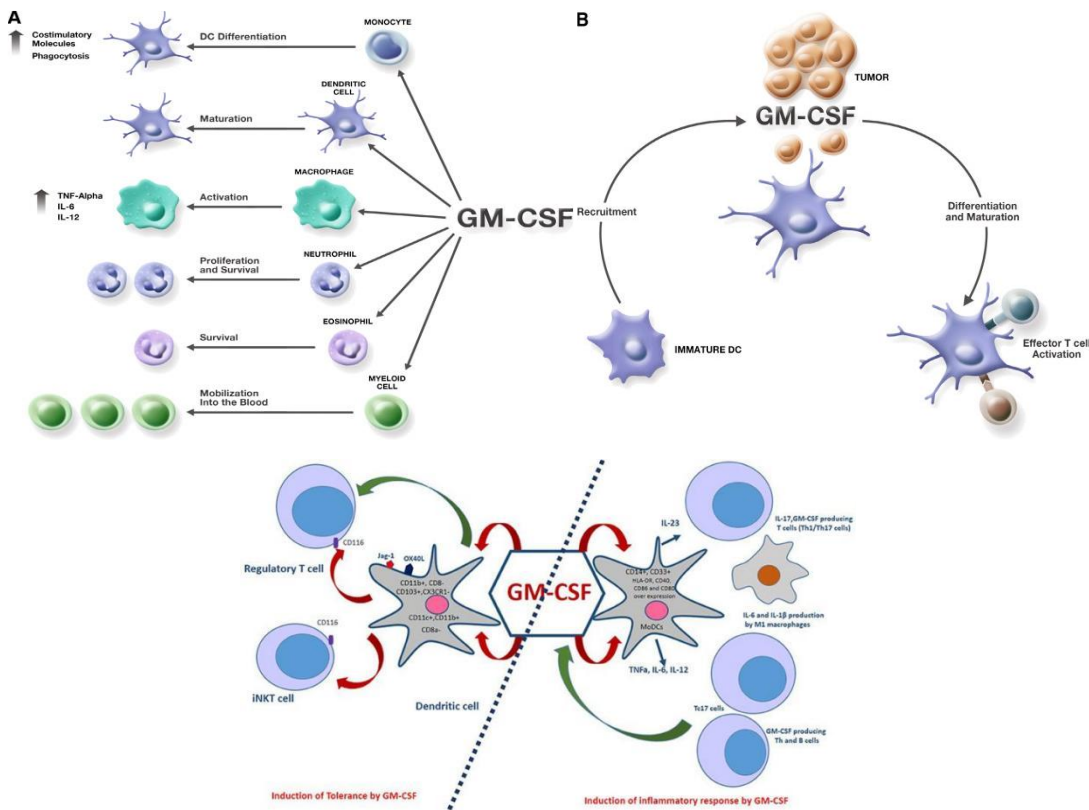 A
Costimulatory
Molecules
Phagocytosis
DC Differentiation
MONOCYTE
Maturation
DENDRITIC
CELL
TNF-Alpha
IL-6
IL-12
Activation
MACROPHAGE
GM-CSF
Proliferation
and Survival
NEUTROPHIL
Survival
EOSINOPHIL
Mobilization
Into the Blood
MYELOID
CELL
B
TUMOR
GM-CSF
Recruitment
Differentiation
and Maturation
IMMATURE DC
Effector T cell
Activation
CD116
Regulatory T cell
Jag-1
OX40L
CD11b+, CD8-
CD103+,CX3CR1-
CD11c+,CD11b+
CD8a-
CD116
iNKT cell
Dendritic cell
GM-CSF
IL-23
CD14+, CD33+
HLA-DR, CD40,
CD86 and CD80
over expression
MoDCs
TNFa, IL-6, IL-12
IL-17,GM-CSF producing
T cells (Th1/Th17 cells)
IL-6 and IL-1β production
by M1 macrophages
Tc17 cells
GM-CSF producing
Th and B cells
Induction of Tolerance by GM-CSF
Induction of inflammatory response by GM-CSF